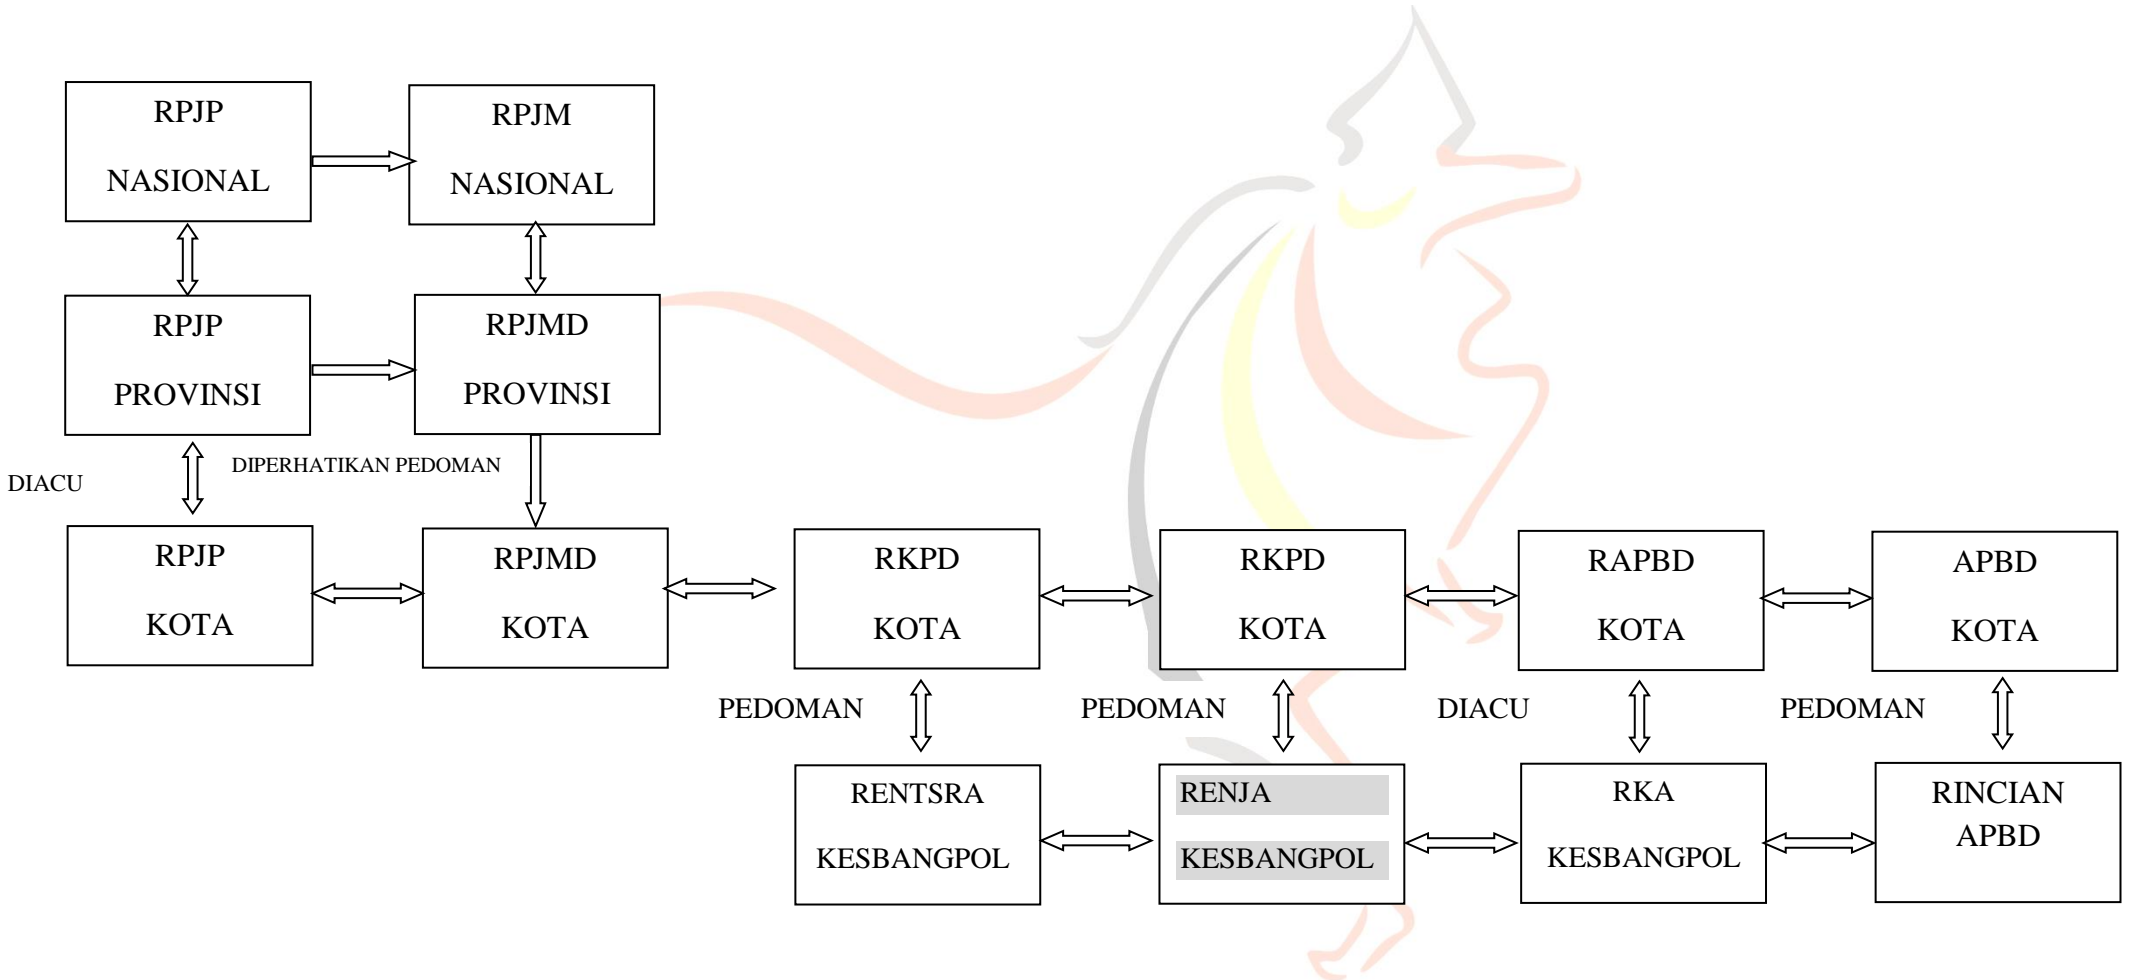 RPJP
NASIONAL
RPJM
NASIONAL
RPJP
PROVINSI
RPJMD
PROVINSI
DIACU
DIPERHATIKAN PEDOMAN
RPJP
KOTA
RPJMD
KOTA
RKPD
KOTA
RKPD
KOTA
RAPBD
KOTA
APBD
KOTA
PEDOMAN
PEDOMAN
DIACU
PEDOMAN
RENTSRA
KESBANGPOL
RENJA
KESBANGPOL
RKA
KESBANGPOL
RINCIAN
APBD